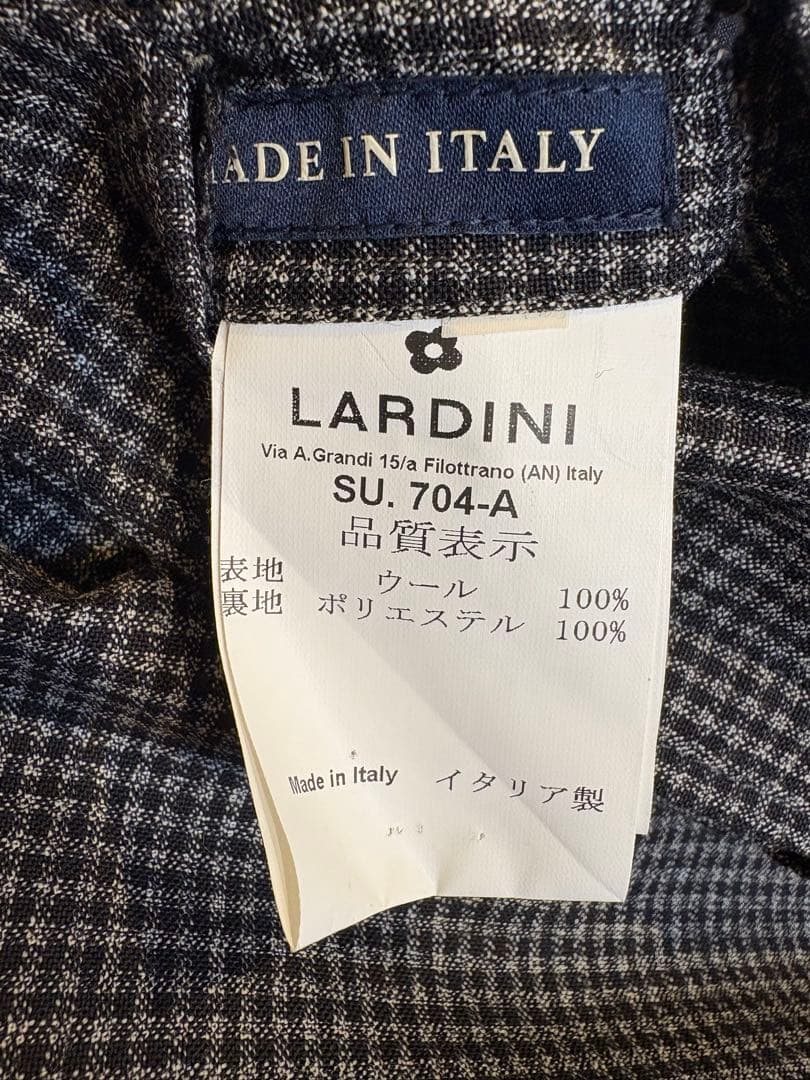 MADE IN ITALY
LARDINI
Via A.Grandi 15/a Filottrano (AN) Italy
SU. 704-A
品質表示
表地 ウール 100%
裏地 ポリエステル 100%
Made in Italy イタリア製